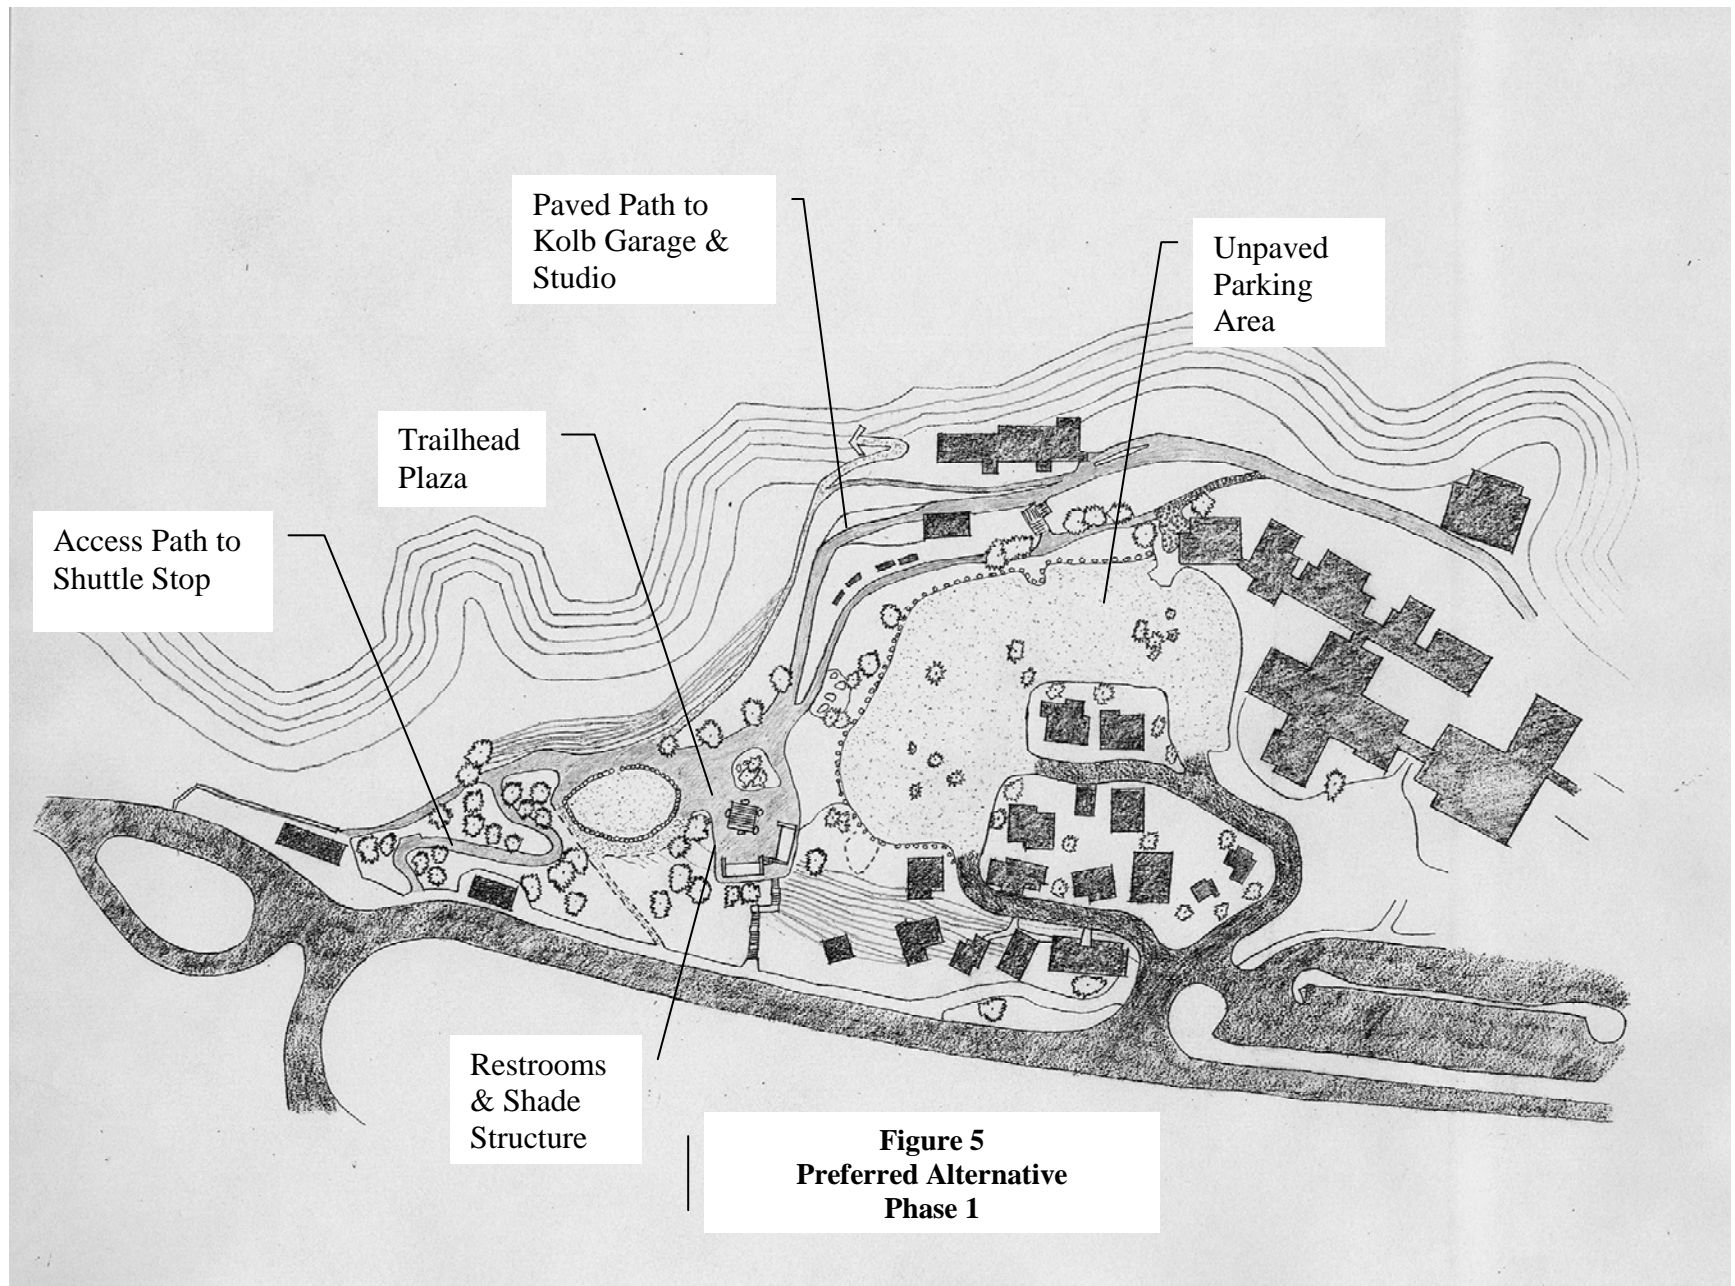 Paved Path to
Kolb Garage &
Studio
Unpaved
Parking
Area
Trailhead
Plaza
Access Path to
Shuttle Stop
Restrooms
& Shade
Structure
Figure 5
Preferred Alternative
Phase 1